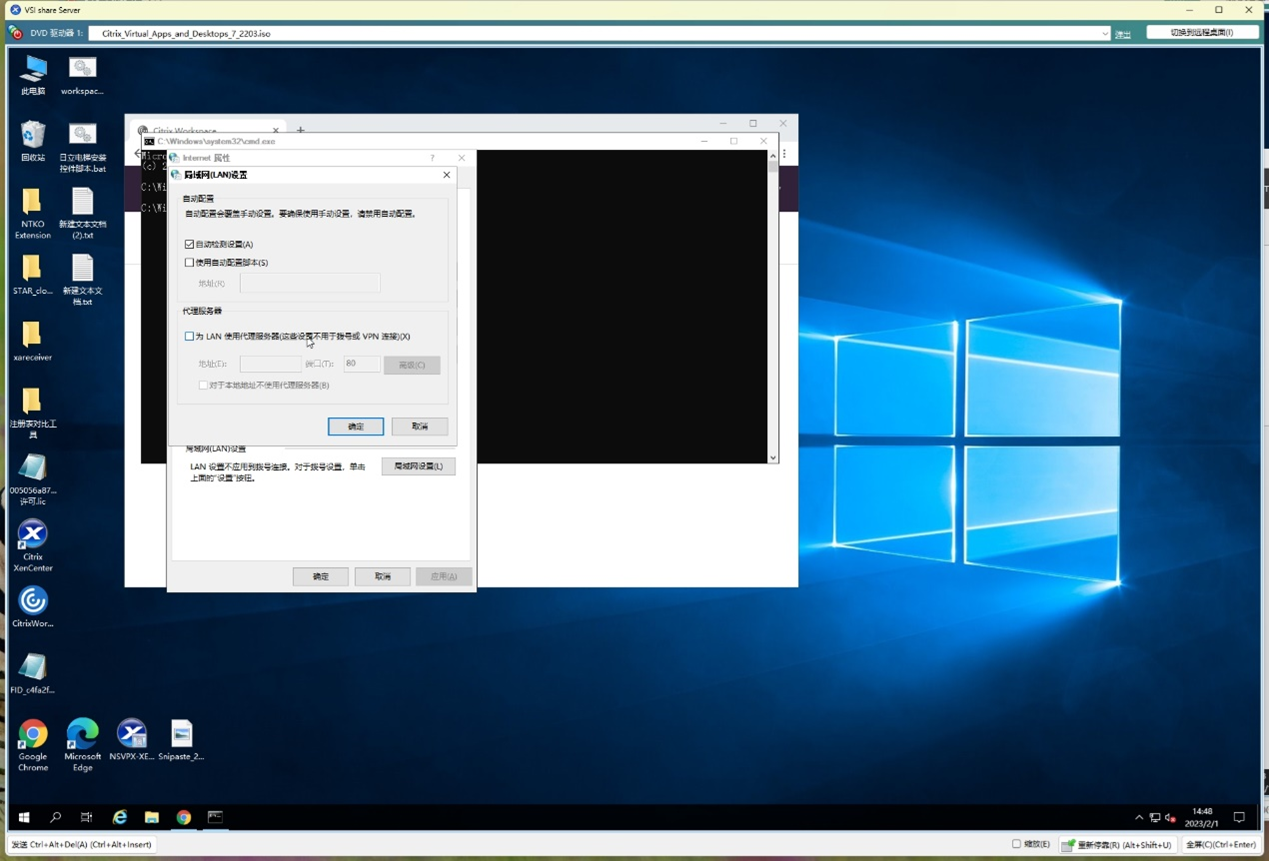 VSI share Server
DVD 驱动器 1:
Citrix_Virtual_Apps_and_Desktops_7_2203.iso
弹出
切换到远程桌面(I)
此电脑
workspac...
回收站
日立电梯安装
控件脚本.bat
NTKO
Extension
新建文本文档
(2).txt
STAR_clo...
新建文本文
档.txt
xareceiver
注册表对比工
具
005056a87...
许可.lic
Citrix
XenCenter
CitrixWor...
FID_c4fa2f...
Google
Chrome
Microsoft
Edge
NSVPX-XE...
Snipaste_2...
Citrix Workspace
C:\Windows\system32\cmd.exe
Micro
(c) 2
C:\Wi
C:\Wi
Internet 属性
局域网(LAN)设置
自动配置
自动配置会覆盖手动设置。要确保使用手动设置，请禁用自动配置。
自动检测设置(A)
使用自动配置脚本(S)
地址(R)
代理服务器
为 LAN 使用代理服务器(这些设置不用于拨号或 VPN 连接)(X)
地址(E):
端口(T):
80
高级(C)
对于本地地址不使用代理服务器(B)
确定
取消
局域网(LAN)设置
LAN 设置不应用到拨号连接。对于拨号设置，单击
上面的“设置”按钮。
局域网设置(L)
确定
取消
应用(A)
14:48
2023/2/1
发送 Ctrl+Alt+Del(A) (Ctrl+Alt+Insert)
缩放(E)
重新停靠(R) (Alt+Shift+U)
全屏(C)(Ctrl+Enter)